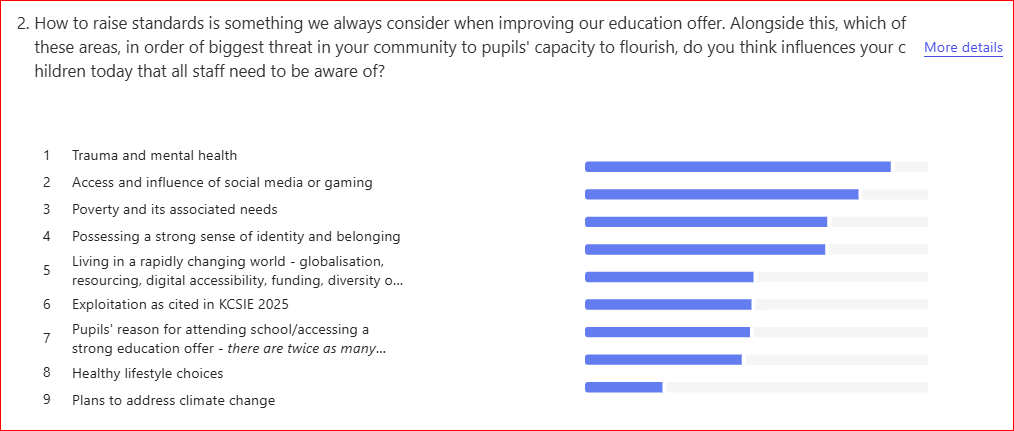 2. How to raise standards is something we always consider when improving our education offer. Alongside this, which of
these areas, in order of biggest threat in your community to pupils' capacity to flourish, do you think influences your c
hildren today that all staff need to be aware of?
More details
1 Trauma and mental health
2 Access and influence of social media or gaming
3 Poverty and its associated needs
4 Possessing a strong sense of identity and belonging
5 Living in a rapidly changing world - globalisation,
resourcing, digital accessibility, funding, diversity o...
6 Exploitation as cited in KCSIE 2025
7 Pupils' reason for attending school/accessing a
strong education offer - there are twice as many...
8 Healthy lifestyle choices
9 Plans to address climate change